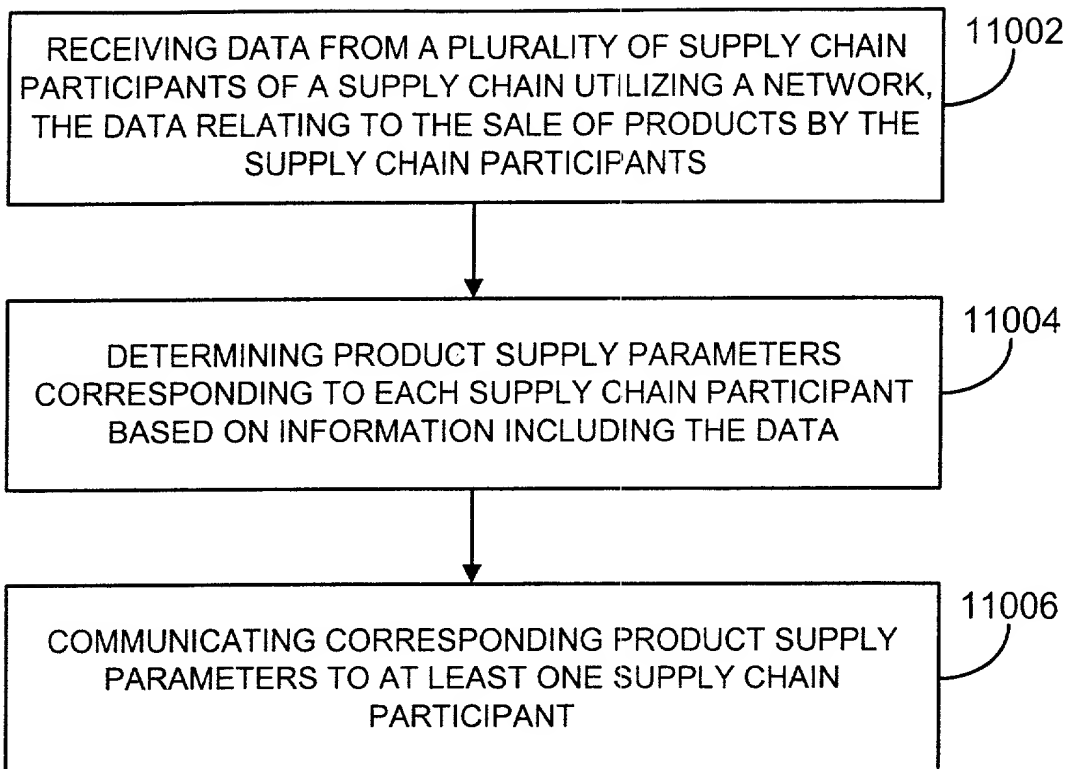 RECEIVING DATA FROM A PLURALITY OF SUPPLY CHAIN
PARTICIPANTS OF A SUPPLY CHAIN UTILIZING A NETWORK,
THE DATA RELATING TO THE SALE OF PRODUCTS BY THE
SUPPLY CHAIN PARTICIPANTS
11002
DETERMINING PRODUCT SUPPLY PARAMETERS
CORRESPONDING TO EACH SUPPLY CHAIN PARTICIPANT
BASED ON INFORMATION INCLUDING THE DATA
11004
COMMUNICATING CORRESPONDING PRODUCT SUPPLY
PARAMETERS TO AT LEAST ONE SUPPLY CHAIN
PARTICIPANT
11006